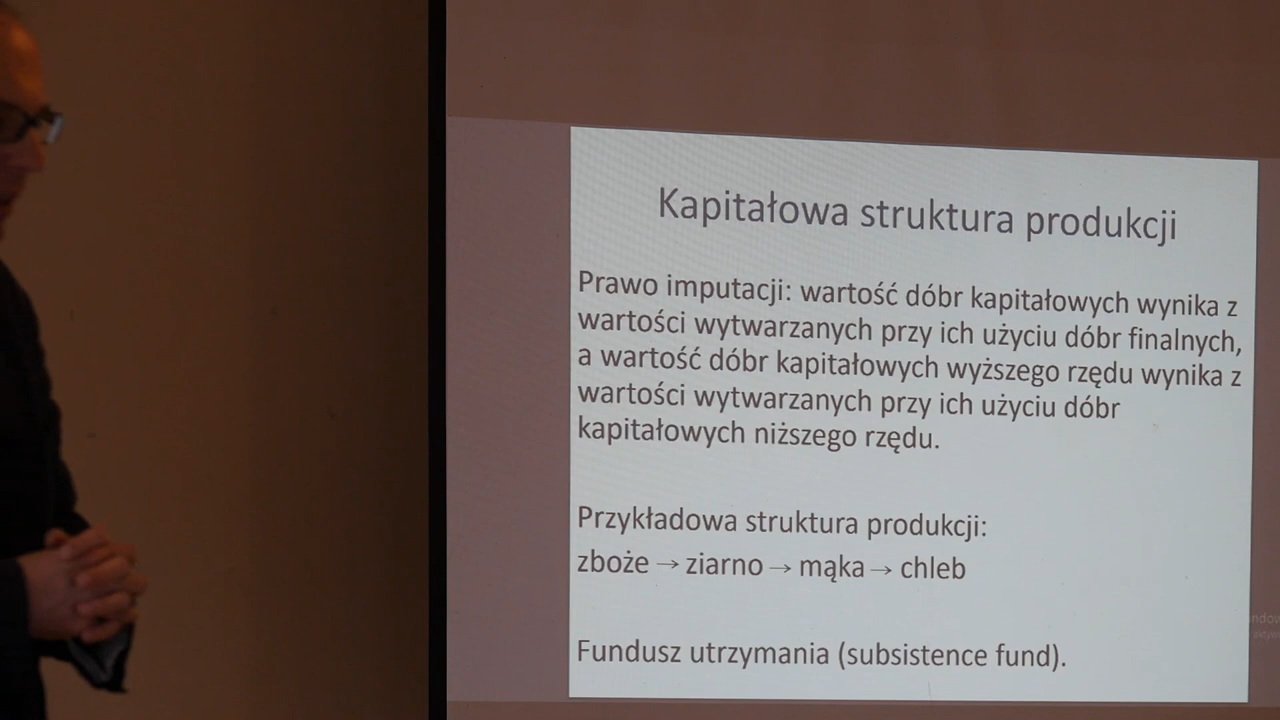 Kapitałowa struktura produkcji
Prawo imputacji: wartość dóbr kapitałowych wynika z
wartości wytwarzanych przy ich użyciu dóbr finalnych,
a wartość dóbr kapitałowych wyższego rzędu wynika z
wartości wytwarzanych przy ich użyciu dóbr
kapitałowych niższego rzędu.
Przykładowa struktura produkcji:
zboże → ziarno → mąka → chleb
Fundusz utrzymania (subsistence fund).